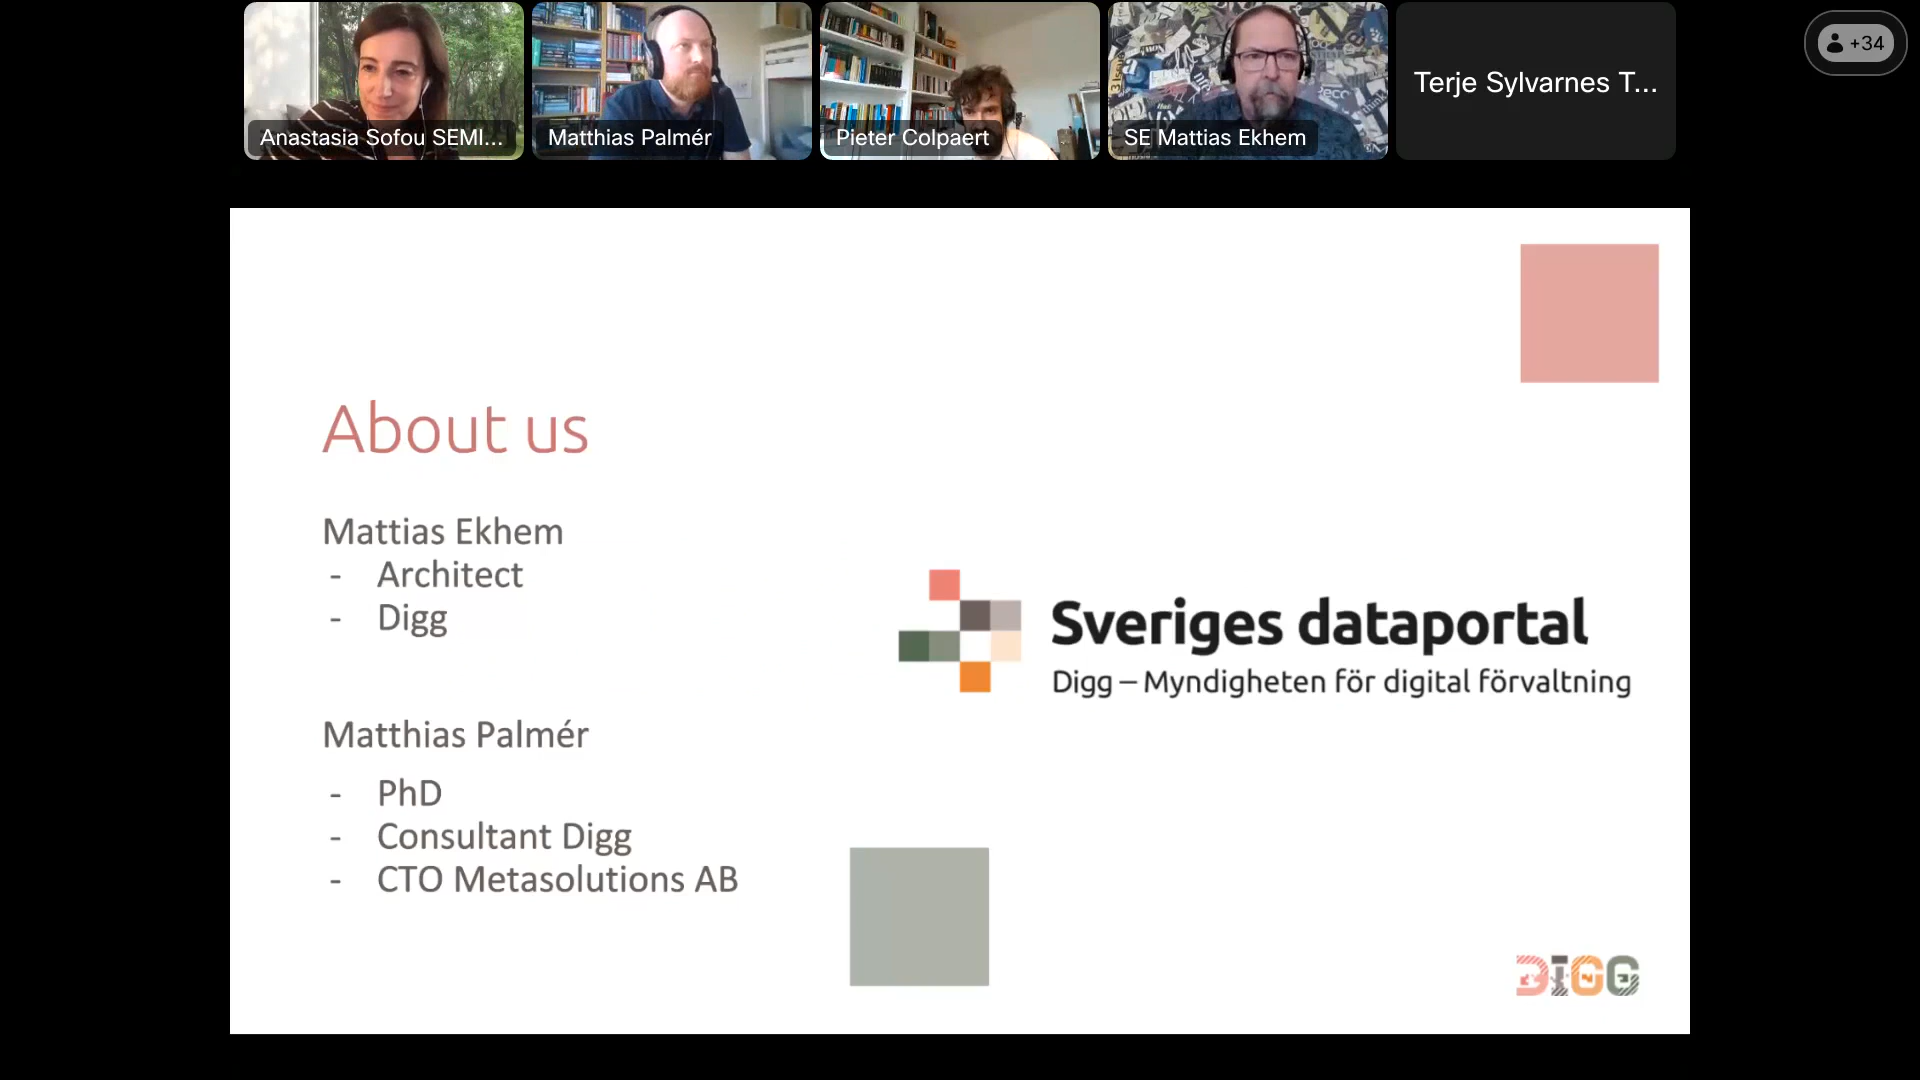 Anastasia Sofou SEMI...
Matthias Palmér
Pieter Colpaert
SE Mattias Ekhem
Terje Sylvarnes T...
+34
About us
Mattias Ekhem
- Architect
- Digg
Sveriges dataportal
Digg – Myndigheten för digital förvaltning
Matthias Palmér
- PhD
- Consultant Digg
- CTO Metasolutions AB
DIGG